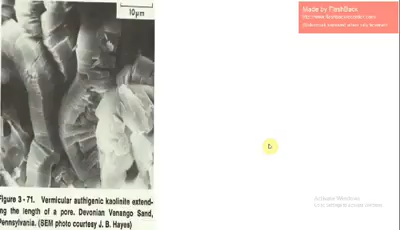 10μm
Made by FlashBack
Figure 3 - 71. Vermicular authigenic kaolinite extend-
ing the length of a pore. Devonian Venango Sand,
Pennsylvania. (SEM photo courtesy J. B. Hayes)
Activate Windows